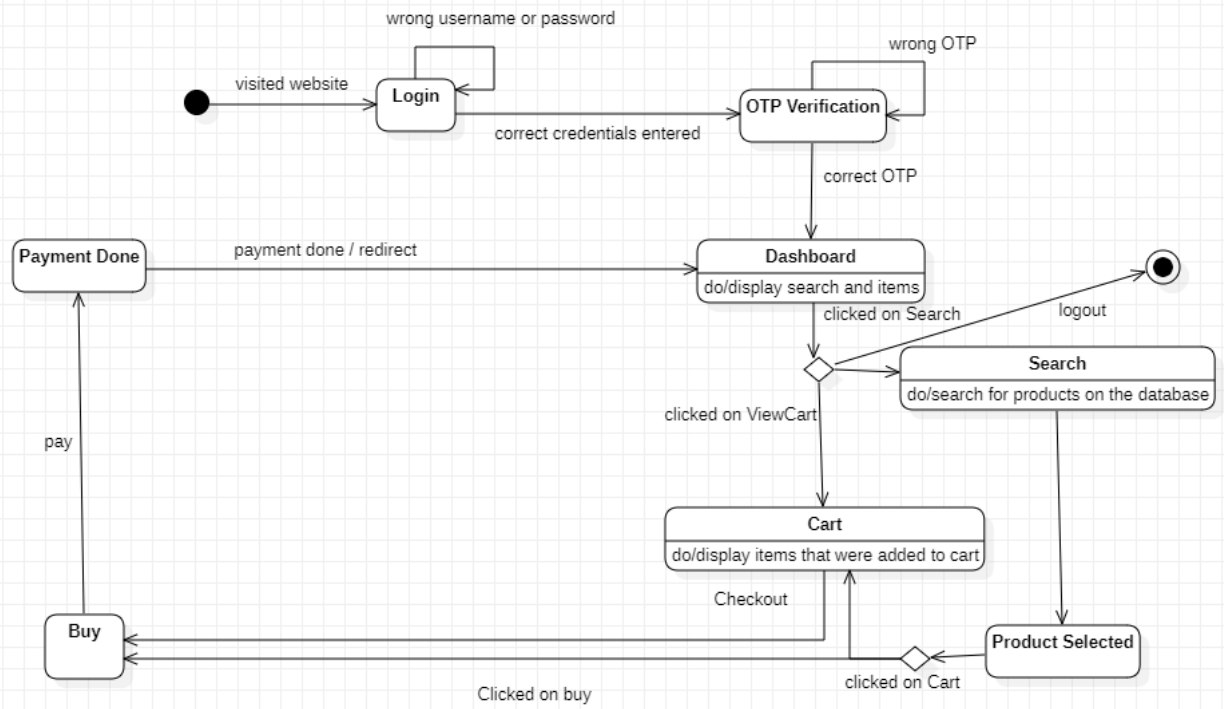 wrong username or password
wrong OTP
visited website
Login
OTP Verification
correct credentials entered
correct OTP
Payment Done
payment done / redirect
Dashboard
do/display search and items
clicked on Search
logout
Search
do/search for products on the database
clicked on ViewCart
pay
Cart
do/display items that were added to cart
Checkout
Buy
Product Selected
clicked on Cart
Clicked on buy